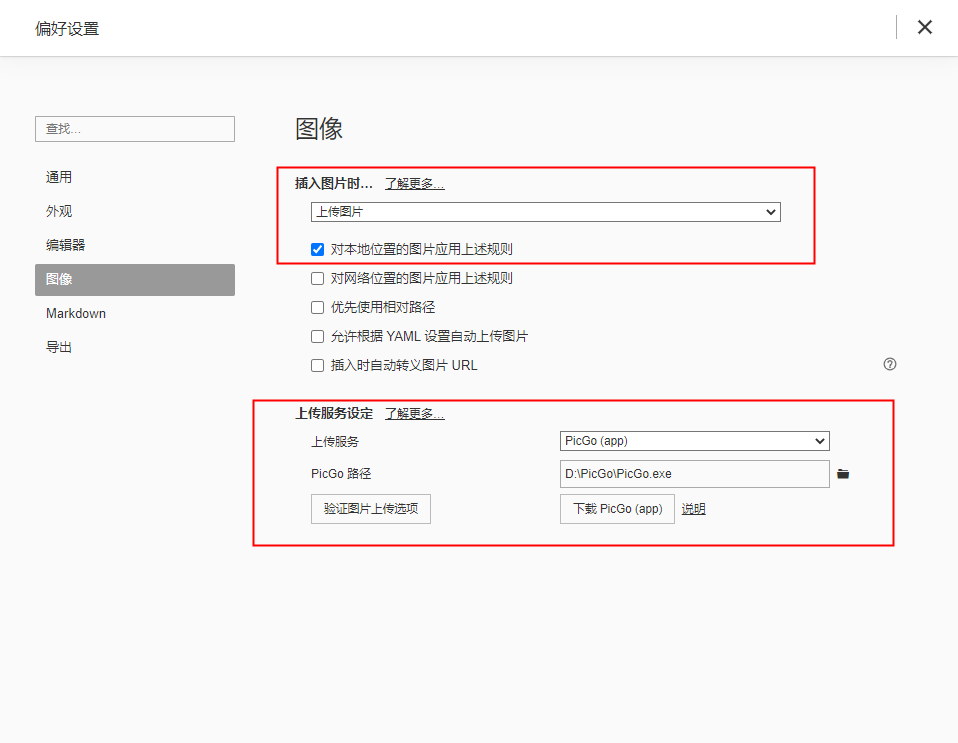 偏好设置
查找...
通用
外观
编辑器
图像
Markdown
导出
图像
插入图片时... 了解更多...
上传图片
对本地位置的图片应用上述规则
对网络位置的图片应用上述规则
优先使用相对路径
允许根据 YAML 设置自动上传图片
插入时自动转义图片 URL
上传服务设定 了解更多...
上传服务 PicGo (app)
PicGo 路径 D:\PicGo\PicGo.exe
验证图片上传选项 下载 PicGo (app) 说明